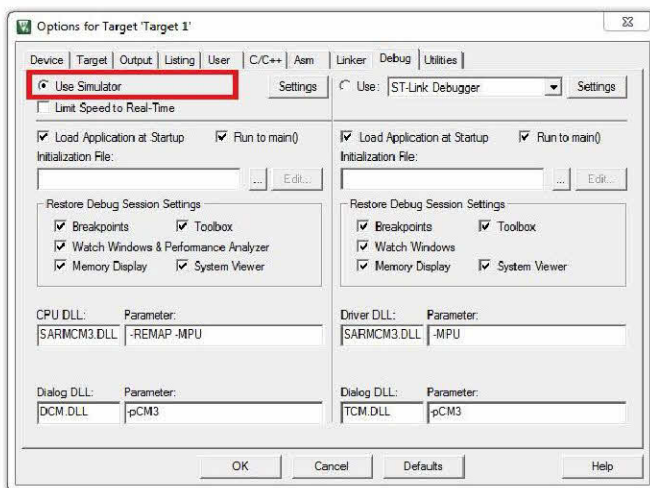 Options for Target 'Target 1'
Device Target Output Listing User C/C++ Asm Linker Debug Utilities
Use Simulator Settings Use: ST-Link Debugger Settings
Limit Speed to Real-Time
Load Application at Startup Run to main() Load Application at Startup Run to main()
Initialization File: Initialization File:
... Edit... ... Edit...
Restore Debug Session Settings Restore Debug Session Settings
Breakpoints Toolbox Breakpoints Toolbox
Watch Windows & Performance Analyzer Watch Windows
Memory Display System Viewer Memory Display System Viewer
CPU DLL: Parameter: Driver DLL: Parameter:
SARMCM3.DLL -REMAP -MPU SARMCM3.DLL -MPU
Dialog DLL: Parameter: Dialog DLL: Parameter:
DCM.DLL -pCM3 TCM.DLL -pCM3
OK Cancel Defaults Help